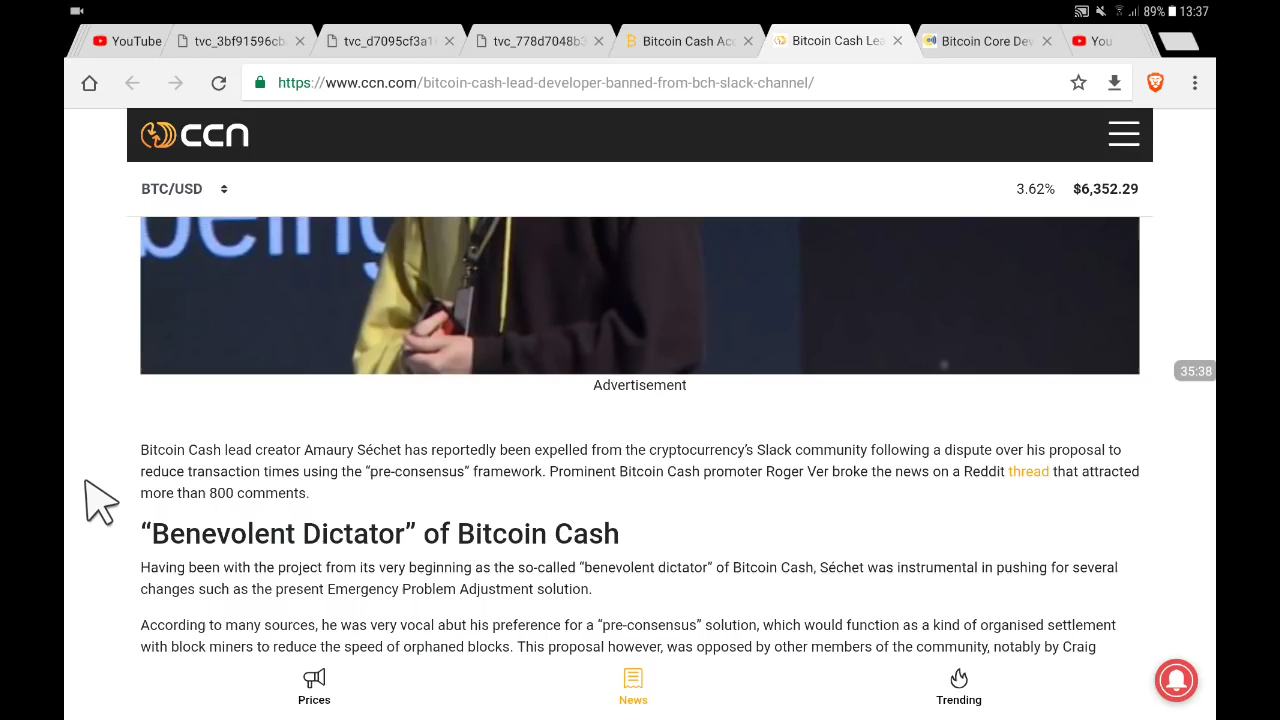 89% 13:37
YouTube tvc_3bf91596cb tvc_d7095cf3a1 tvc_778d7048b3 Bitcoin Cash Acc Bitcoin Cash Lea Bitcoin Core Dev You
https://www.ccn.com/bitcoin-cash-lead-developer-banned-from-bch-slack-channel/
ccn
BTC/USD 3.62% $6,352.29
being
35:38
Advertisement
Bitcoin Cash lead creator Amaury Séchet has reportedly been expelled from the cryptocurrency’s Slack community following a dispute over his proposal to
reduce transaction times using the “pre-consensus” framework. Prominent Bitcoin Cash promoter Roger Ver broke the news on a Reddit thread that attracted
more than 800 comments.
“Benevolent Dictator” of Bitcoin Cash
Having been with the project from its very beginning as the so-called “benevolent dictator” of Bitcoin Cash, Séchet was instrumental in pushing for several
changes such as the present Emergency Problem Adjustment solution.
According to many sources, he was very vocal abut his preference for a “pre-consensus” solution, which would function as a kind of organised settlement
with block miners to reduce the speed of orphaned blocks. This proposal however, was opposed by other members of the community, notably by Craig
Prices News Trending